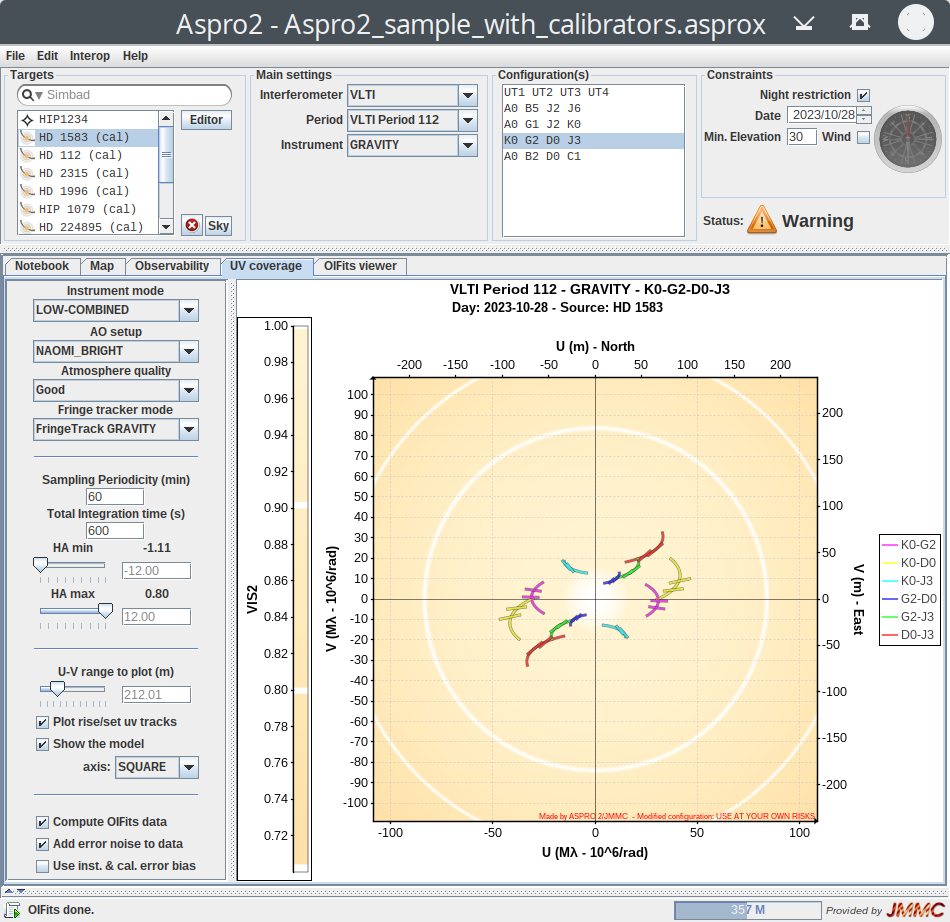 Aspro2 - Aspro2_sample_with_calibrators.asprox
File Edit Interop Help
Targets
Simbad
HIP1234
HD 1583 (cal)
HD 112 (cal)
HD 2315 (cal)
HD 1996 (cal)
HIP 1079 (cal)
HD 224895 (cal)
Editor
Sky
Main settings
Interferometer VLTI
Period VLTI Period 112
Instrument GRAVITY
Configuration(s)
UT1 UT2 UT3 UT4
A0 B5 J2 J6
A0 G1 J2 K0
K0 G2 D0 J3
A0 B2 D0 C1
Constraints
Night restriction
Date 2023/10/28
Min. Elevation 30 Wind
Status: Warning
Notebook Map Observability UV coverage OIFits viewer
Instrument mode
LOW-COMBINED
AO setup
NAOMI_BRIGHT
Atmosphere quality
Good
Fringe tracker mode
FringeTrack GRAVITY
Sampling Periodicity (min)
60
Total Integration time (s)
600
HA min -1.11
-12.00
HA max 0.80
12.00
U-V range to plot (m)
212.01
Plot rise/set uv tracks
Show the model
axis: SQUARE
Compute OIFits data
Add error noise to data
Use inst. & cal. error bias
VLTI Period 112 - GRAVITY - K0-G2-D0-J3
Day: 2023-10-28 - Source: HD 1583
VIS2
1.00
0.98
0.96
0.94
0.92
0.90
0.88
0.86
0.84
0.82
0.80
0.78
0.76
0.74
0.72
U (m) - North
-200 -150 -100 -50 0 50 100 150 200
V (Mλ - 10^6/rad)
100
90
80
70
60
50
40
30
20
10
0
-10
-20
-30
-40
-50
-60
-70
-80
-90
-100
200
150
100
50
0
-50
-100
-150
-200
V (m) - East
Made by ASPRO 2/JMMC - Modified configuration: USE AT YOUR OWN RISKS
-100 -50 0 50 100
U (Mλ - 10^6/rad)
K0-G2
K0-D0
K0-J3
G2-D0
G2-J3
D0-J3
OIFits done.
357 M
Provided by JMMC